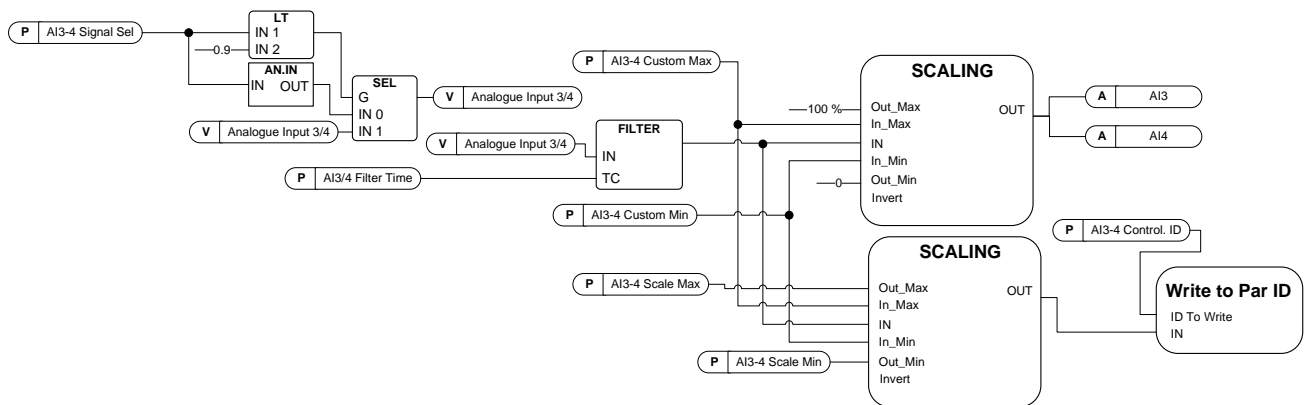 LT
P AI3-4 Signal Sel
IN 1
0.9
IN 2
AN.IN
IN OUT
SEL
G
IN 0
IN 1
V Analogue Input 3/4
V Analogue Input 3/4
V Analogue Input 3/4
P AI3/4 Filter Time
FILTER
IN
TC
P AI3-4 Custom Max
P AI3-4 Custom Min
SCALING
100 %
Out_Max
In_Max
IN
In_Min
0
Out_Min
Invert
OUT
A AI3
A AI4
P AI3-4 Scale Max
P AI3-4 Scale Min
SCALING
Out_Max
In_Max
IN
In_Min
Out_Min
Invert
OUT
P AI3-4 Control. ID
Write to Par ID
ID To Write
IN